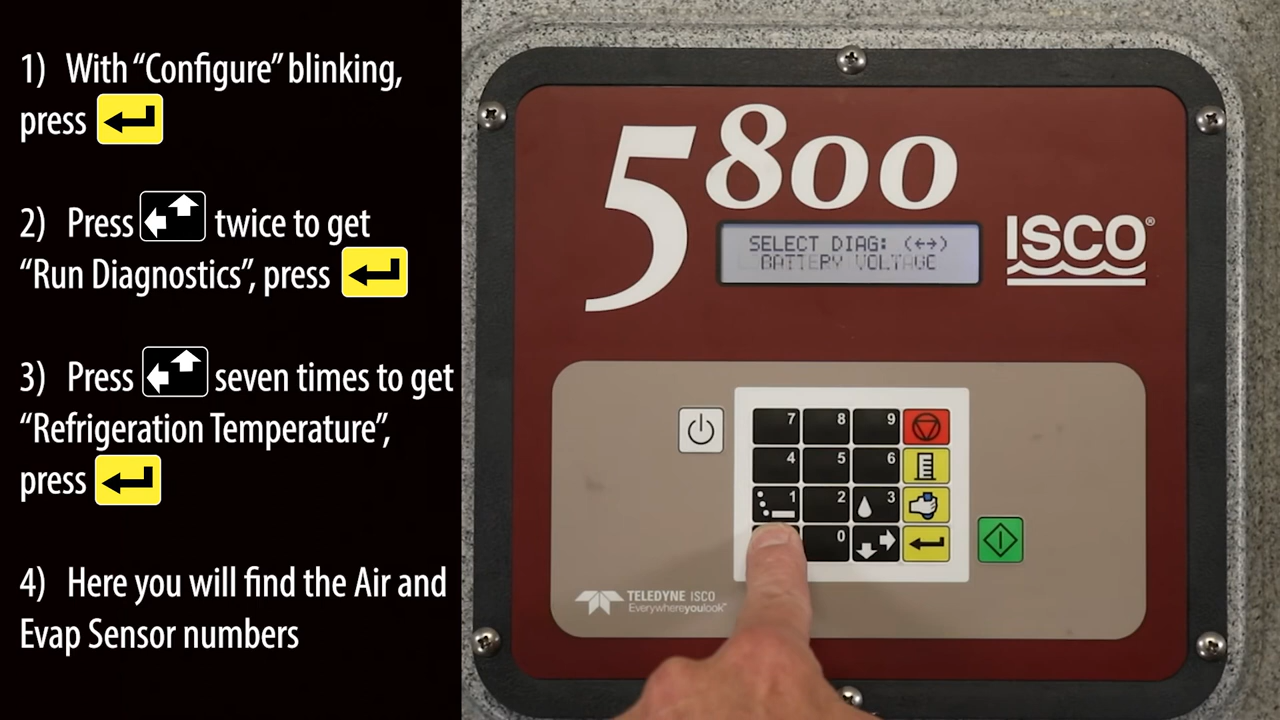 1) With “Configure” blinking,
press
2) Press twice to get
“Run Diagnostics”, press
3) Press seven times to get
“Refrigeration Temperature”,
press
4) Here you will find the Air and
Evap Sensor numbers
5800
SELECT DIAG: (←→)
BATTERY VOLTAGE
ISCO®
7 8 9
4 5 6
1 2 3
0
TELEDYNE ISCO
Everywhereyoulook™